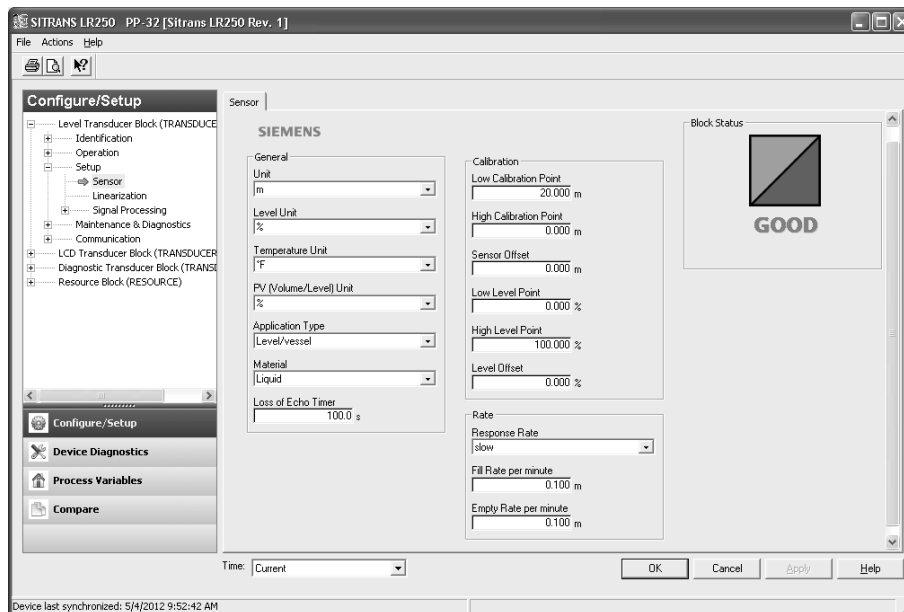 SITRANS LR250 PP-32 [Sitrans LR250 Rev. 1]
File Actions Help
Configure/Setup
Level Transducer Block (TRANSDUCE
Identification
Operation
Setup
Sensor
Linearization
Signal Processing
Maintenance & Diagnostics
Communication
LCD Transducer Block (TRANSDUCER
Diagnostic Transducer Block (TRANSI
Resource Block (RESOURCE)
Configure/Setup
Device Diagnostics
Process Variables
Compare
Sensor
SIEMENS
General
Unit
m
Level Unit
%
Temperature Unit
°F
PV (Volume/Level) Unit
%
Application Type
Level/vessel
Material
Liquid
Loss of Echo Timer
100.0 s
Calibration
Low Calibration Point
20.000 m
High Calibration Point
0.000 m
Sensor Offset
0.000 m
Low Level Point
0.000 %
High Level Point
100.000 %
Level Offset
0.000 %
Rate
Response Rate
slow
Fill Rate per minute
0.100 m
Empty Rate per minute
0.100 m
Block Status
GOOD
Time: Current
OK Cancel Apply Help
Device last synchronized: 5/4/2012 9:52:42 AM